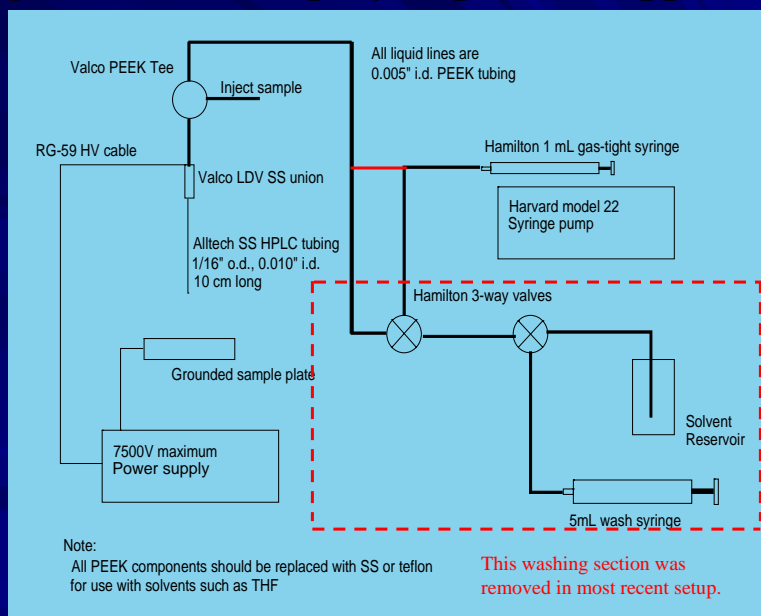 Valco PEEK Tee
Inject sample
All liquid lines are
0.005" i.d. PEEK tubing
RG-59 HV cable
Valco LDV SS union
Hamilton 1 mL gas-tight syringe
Harvard model 22
Syringe pump
Alltech SS HPLC tubing
1/16" o.d., 0.010" i.d.
10 cm long
Hamilton 3-way valves
Grounded sample plate
Solvent
Reservoir
7500V maximum
Power supply
5mL wash syringe
Note:
All PEEK components should be replaced with SS or teflon
for use with solvents such as THF
This washing section was
removed in most recent setup.